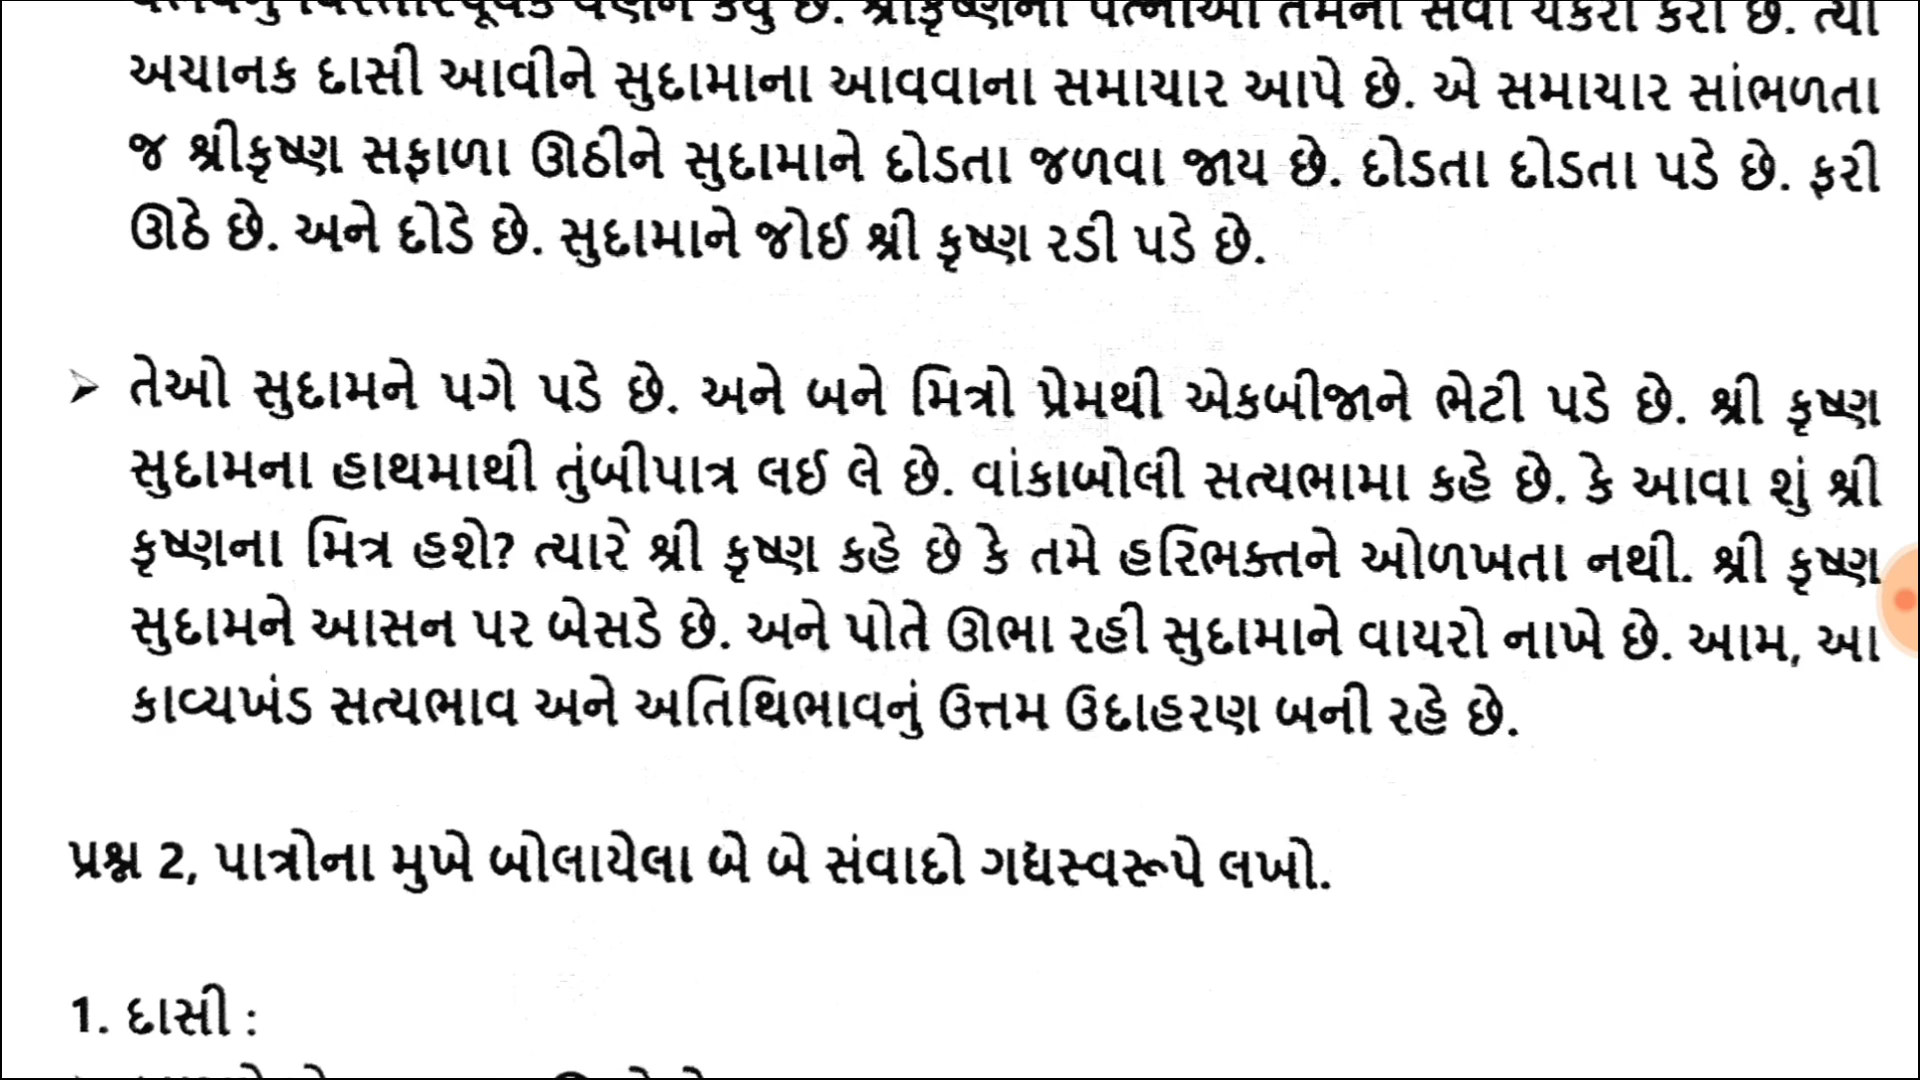 અચાનક દાસી આવીને સુદામાના આવવાના સમાચાર આપે છે. એ સમાચાર સાંભળતા
જ શ્રીકૃષ્ણ સફાળા ઊઠીને સુદામાને દોડતા જળવા જાય છે. દોડતા દોડતા પડે છે. ફરી
ઊઠે છે. અને દોડે છે. સુદામાને જોઈ શ્રી કૃષ્ણ રડી પડે છે.
➢ તેઓ સુદામને પગે પડે છે. અને બને મિત્રો પ્રેમથી એકબીજાને ભેટી પડે છે. શ્રી કૃષ્ણ
સુદામના હાથમાથી તુંબીપાત્ર લઈ લે છે. વાંકાબોલી સત્યભામા કહે છે. કે આવા શું શ્રી
કૃષ્ણના મિત્ર હશે? ત્યારે શ્રી કૃષ્ણ કહે છે કે તમે હરિભક્તને ઓળખતા નથી. શ્રી કૃષ્ણ
સુદામને આસન પર બેસડે છે. અને પોતે ઊભા રહી સુદામાને વાયરો નાખે છે. આમ, આ
કાવ્યખંડ સત્યભાવ અને અતિથિભાવનું ઉત્તમ ઉદાહરણ બની રહે છે.
પ્રશ્ન 2, પાત્રોના મુખે બોલાયેલા બે બે સંવાદો ગદ્યસ્વરૂપે લખો.
1. દાસી :